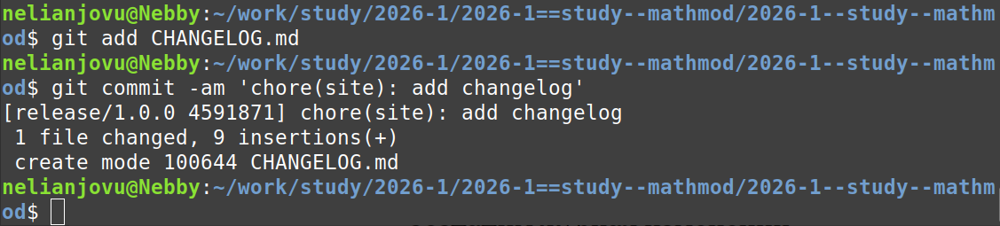 nelianjovu@Nebby:~/work/study/2026-1/2026-1==study--mathmod/2026-1--study--mathm
od$ git add CHANGELOG.md
nelianjovu@Nebby:~/work/study/2026-1/2026-1==study--mathmod/2026-1--study--mathm
od$ git commit -am 'chore(site): add changelog'
[release/1.0.0 4591871] chore(site): add changelog
 1 file changed, 9 insertions(+)
 create mode 100644 CHANGELOG.md
nelianjovu@Nebby:~/work/study/2026-1/2026-1==study--mathmod/2026-1--study--mathm
od$